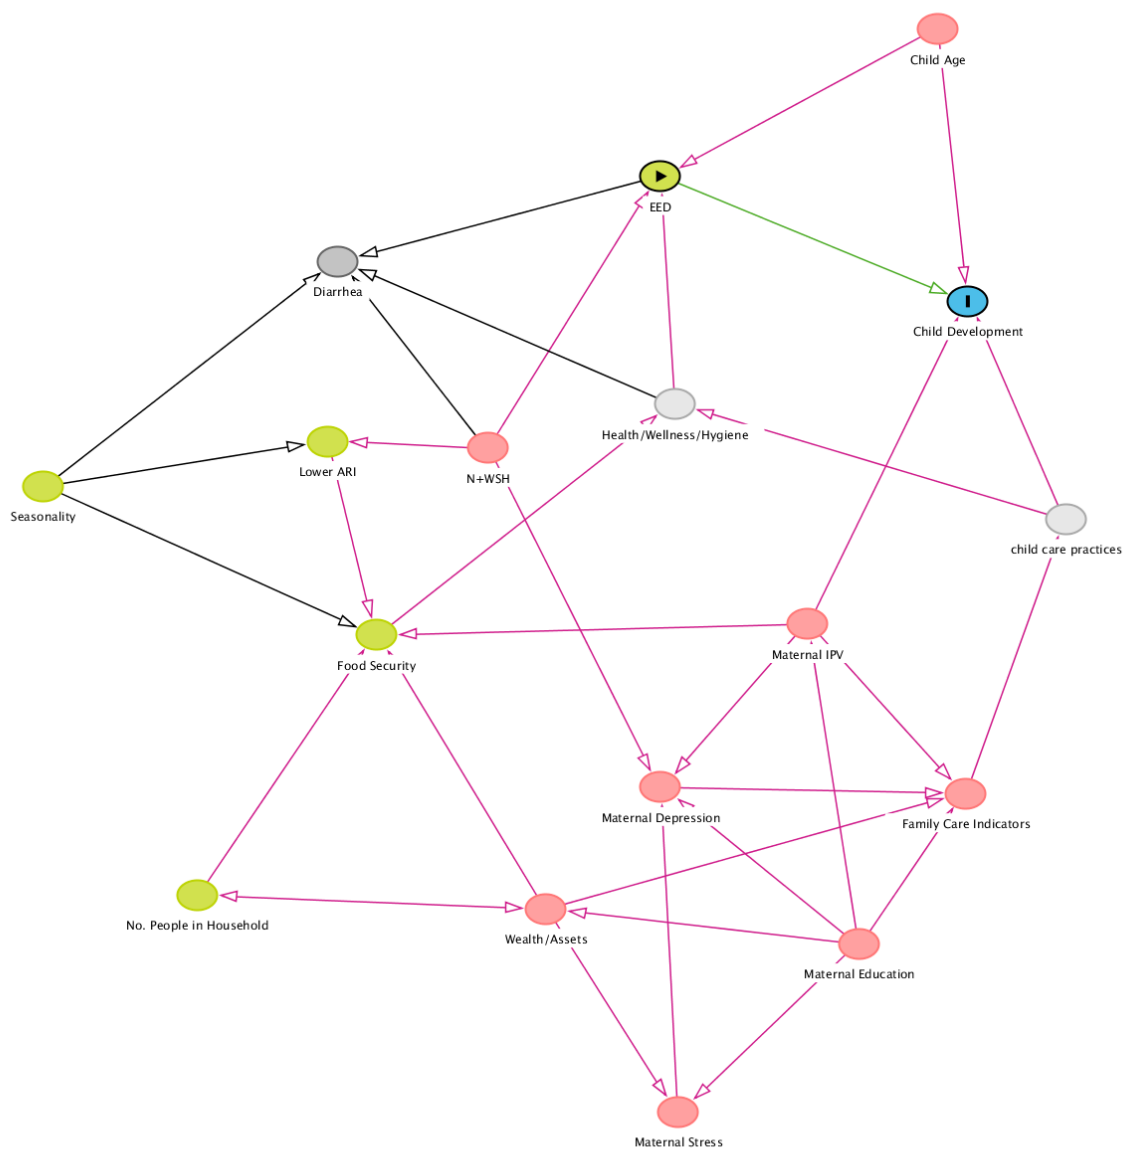 Child Age
EED
Diarrhea
Child Development
Health/Wellness/Hygiene
Lower ARI
N+WSH
Seasonality
child care practices
Maternal IPV
Food Security
Maternal Depression
Family Care Indicators
No. People in Household
Wealth/Assets
Maternal Education
Maternal Stress